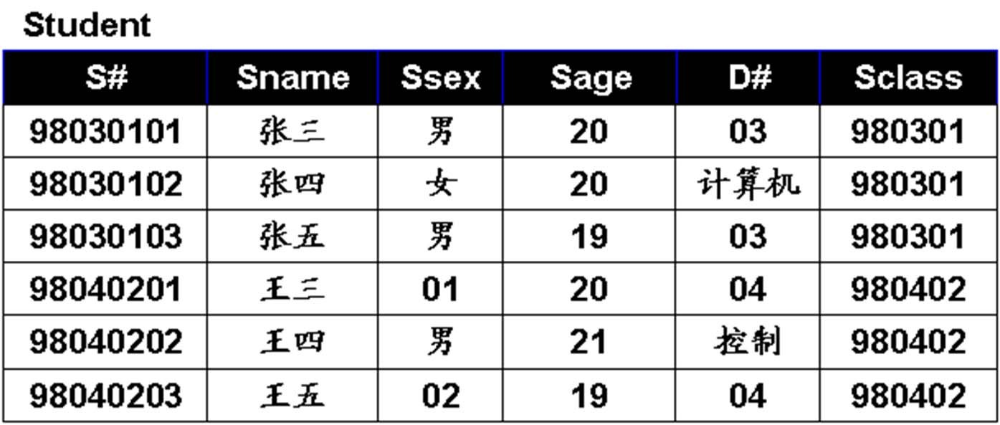 Student
S# Sname Ssex Sage D# Sclass
98030101 张三 男 20 03 980301
98030102 张四 女 20 计算机 980301
98030103 张五 男 19 03 980301
98040201 王三 01 20 04 980402
98040202 王四 男 21 控制 980402
98040203 王五 02 19 04 980402